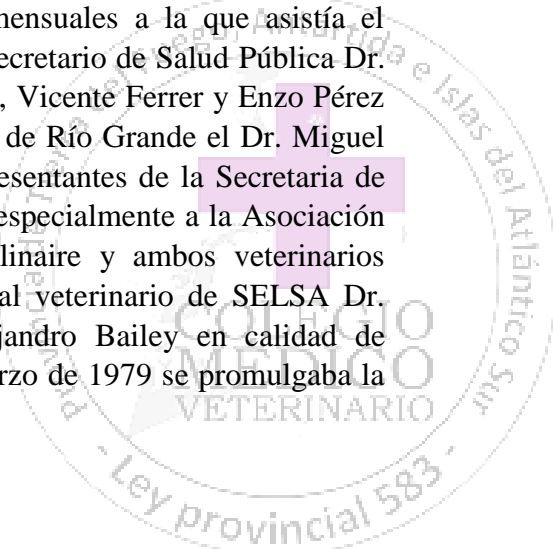 mensuales a la que asistía el
ecretario de Salud Pública Dr.
, Vicente Ferrer y Enzo Pérez
de Río Grande el Dr. Miguel
esentantes de la Secretaria de
especialmente a la Asociación
linaire y ambos veterinarios
al veterinario de SELSA Dr.
jandro Bailey en calidad de
rzo de 1979 se promulgaba la
COLEGIO
MEDICO
VETERINARIO
Antártida e Islas del Atlántico Sur
- Ley provincial 583 -